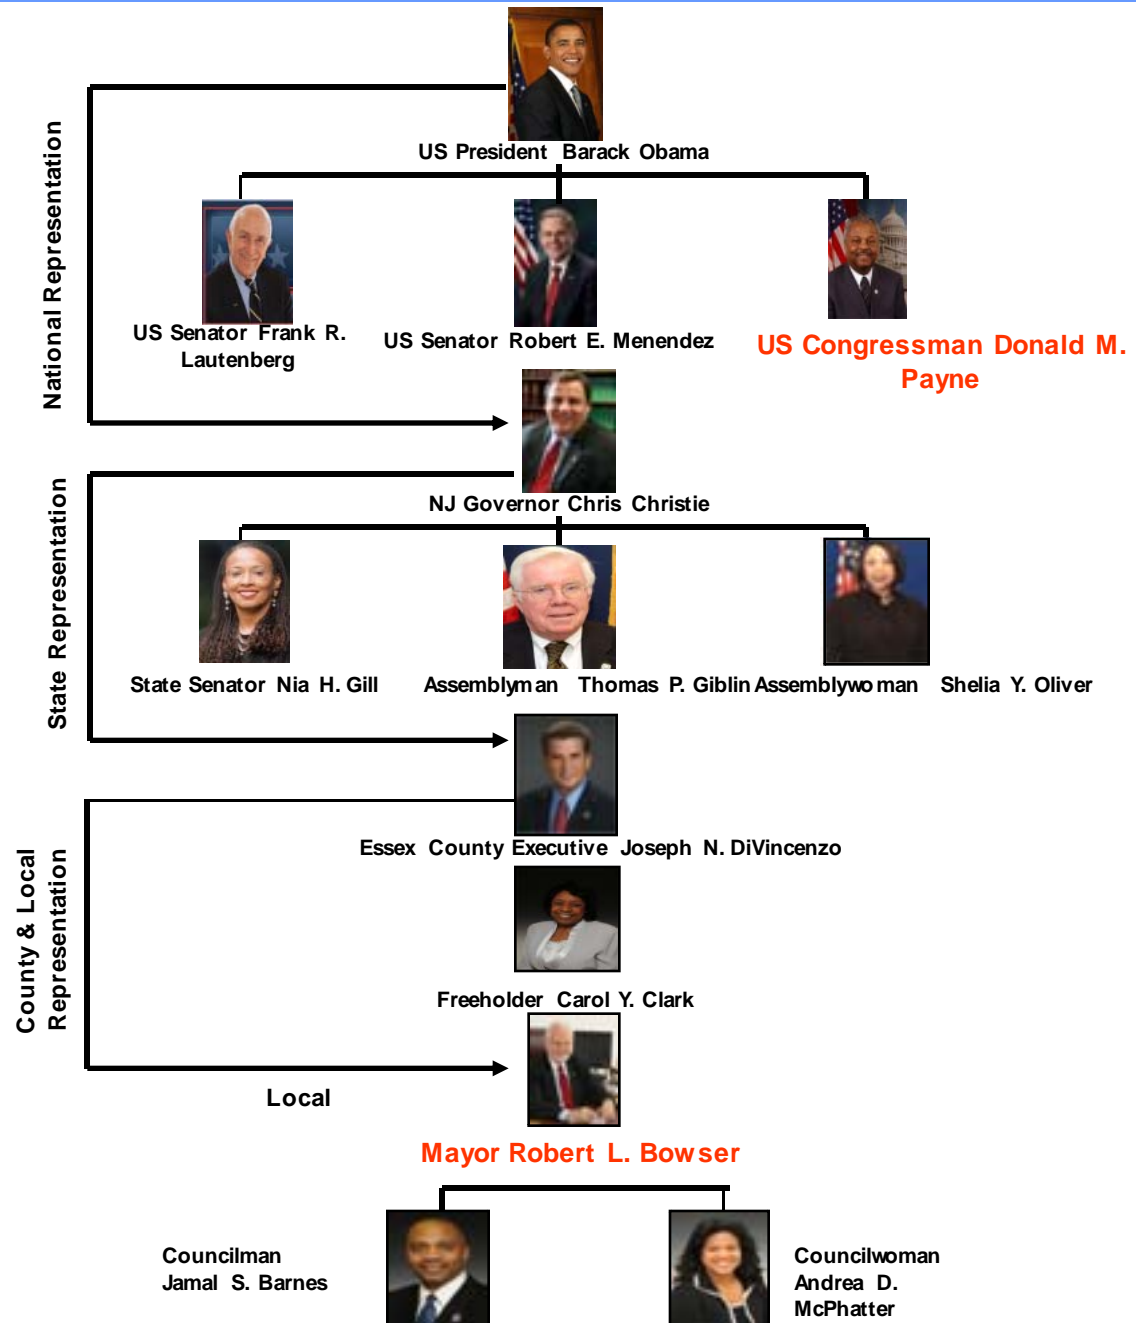 National Representation
US President Barack Obama
US Senator Frank R.
Lautenberg
US Senator Robert E. Menendez
US Congressman Donald M.
Payne
State Representation
NJ Governor Chris Christie
State Senator Nia H. Gill
Assemblyman Thomas P. Giblin
Assemblywoman Shelia Y. Oliver
County & Local
Representation
Essex County Executive Joseph N. DiVincenzo
Freeholder Carol Y. Clark
Local
Mayor Robert L. Bowser
Councilman
Jamal S. Barnes
Councilwoman
Andrea D.
McPhatter